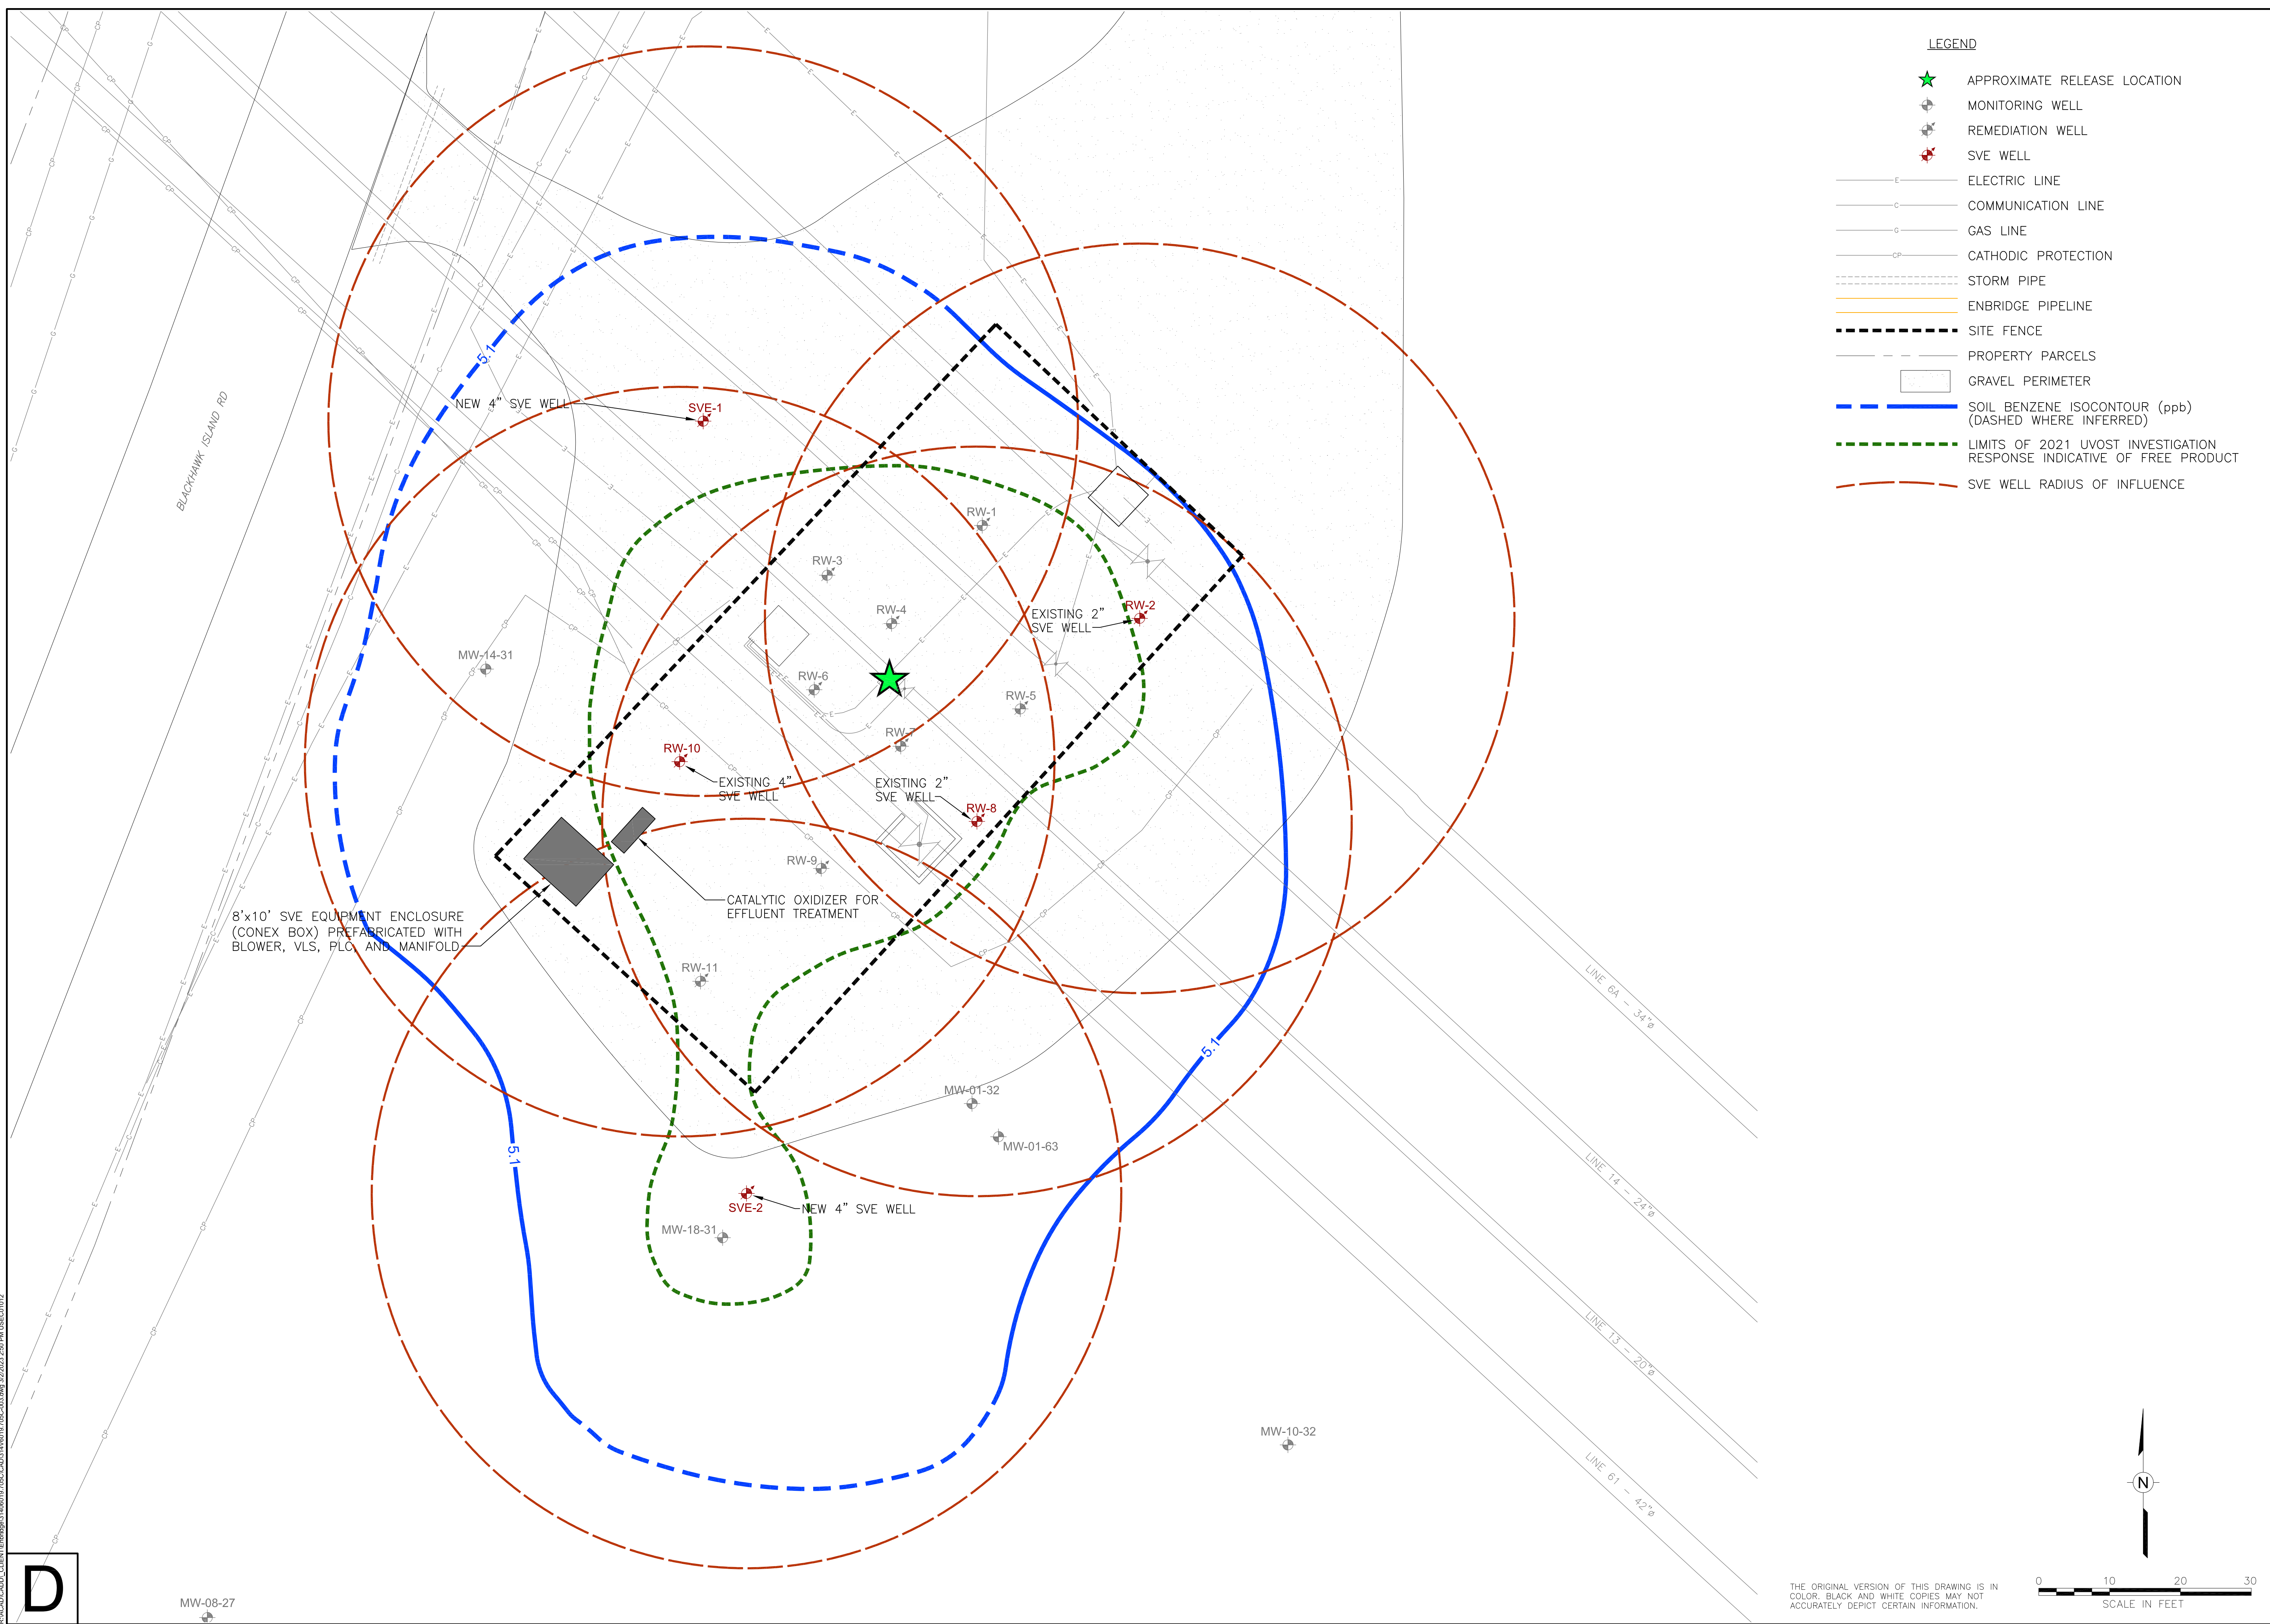 LEGEND
APPROXIMATE RELEASE LOCATION
MONITORING WELL
REMEDIATION WELL
SVE WELL
E
ELECTRIC LINE
C
COMMUNICATION LINE
G
GAS LINE
CP
CATHODIC PROTECTION
STORM PIPE
ENBRIDGE PIPELINE
SITE FENCE
PROPERTY PARCELS
GRAVEL PERIMETER
SOIL BENZENE ISOCONTOUR (ppb)
(DASHED WHERE INFERRED)
LIMITS OF 2021 UVOST INVESTIGATION
RESPONSE INDICATIVE OF FREE PRODUCT
SVE WELL RADIUS OF INFLUENCE
BLACKHAWK ISLAND RD
5.1
NEW 4" SVE WELL
SVE-1
RW-1
RW-3
RW-4
RW-2
EXISTING 2"
SVE WELL
MW-14-31
RW-6
RW-5
RW-7
RW-10
EXISTING 4"
SVE WELL
EXISTING 2"
SVE WELL
RW-8
RW-9
CATALYTIC OXIDIZER FOR
EFFLUENT TREATMENT
8'x10' SVE EQUIPMENT ENCLOSURE
(CONEX BOX) PREFABRICATED WITH
BLOWER, VLS, PLC, AND MANIFOLD
RW-11
5.1
5.1
MW-01-32
MW-01-63
SVE-2
NEW 4" SVE WELL
MW-18-31
MW-10-32
MW-08-27
LINE 6A - 34"ø
LINE 14 - 24"ø
LINE 13 - 20"ø
LINE 61 - 42"ø
N
0 10 20 30
SCALE IN FEET
THE ORIGINAL VERSION OF THIS DRAWING IS IN
COLOR. BLACK AND WHITE COPIES MAY NOT
ACCURATELY DEPICT CERTAIN INFORMATION.
D